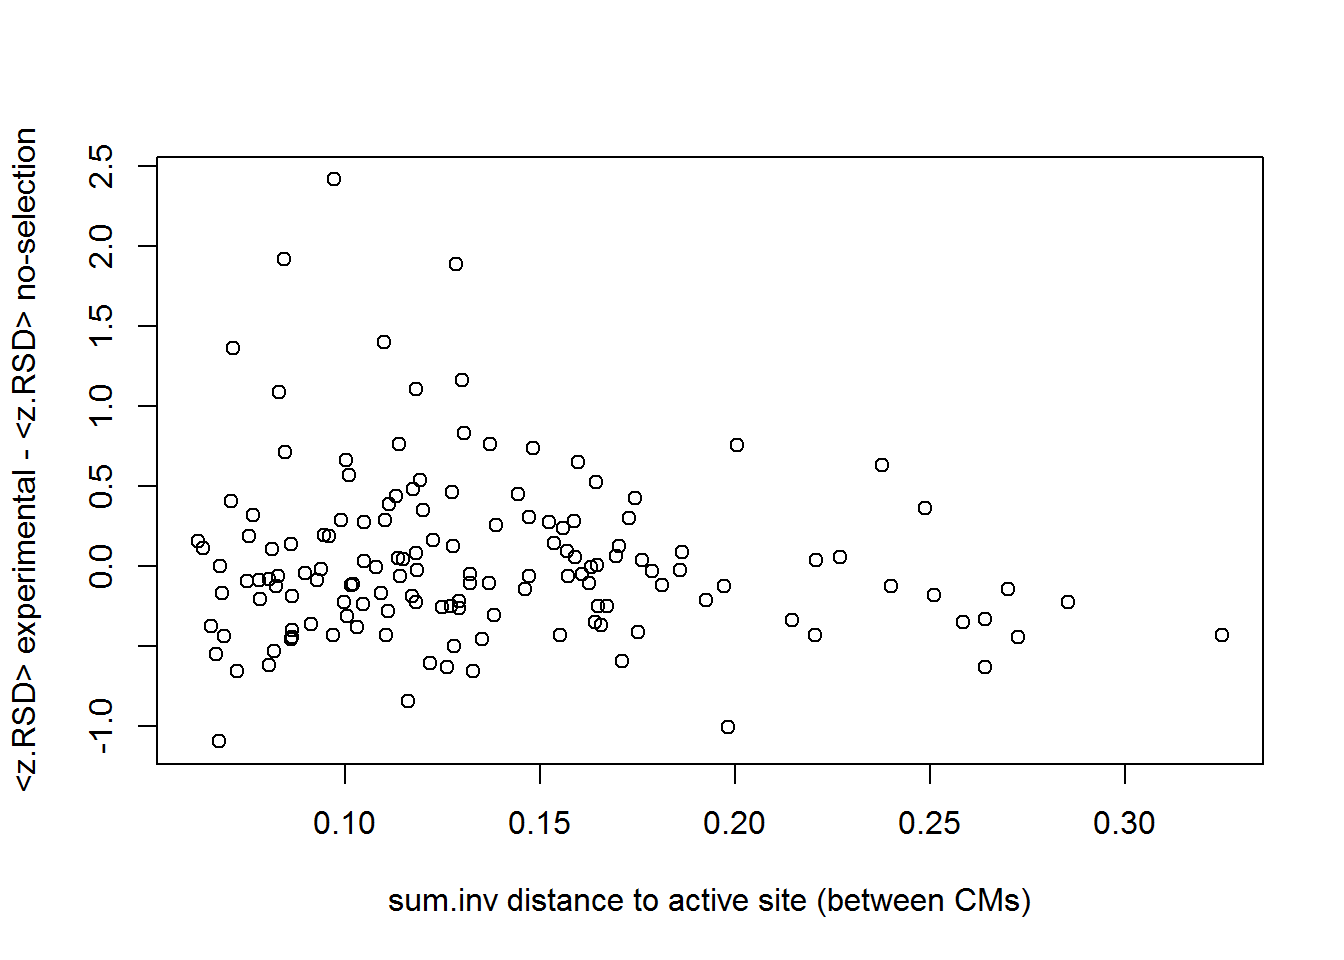 <z.RSD> experimental - <z.RSD> no-selection
2.5
2.0
1.5
1.0
0.5
0.0
-1.0
0.10 0.15 0.20 0.25 0.30
sum.inv distance to active site (between CMs)